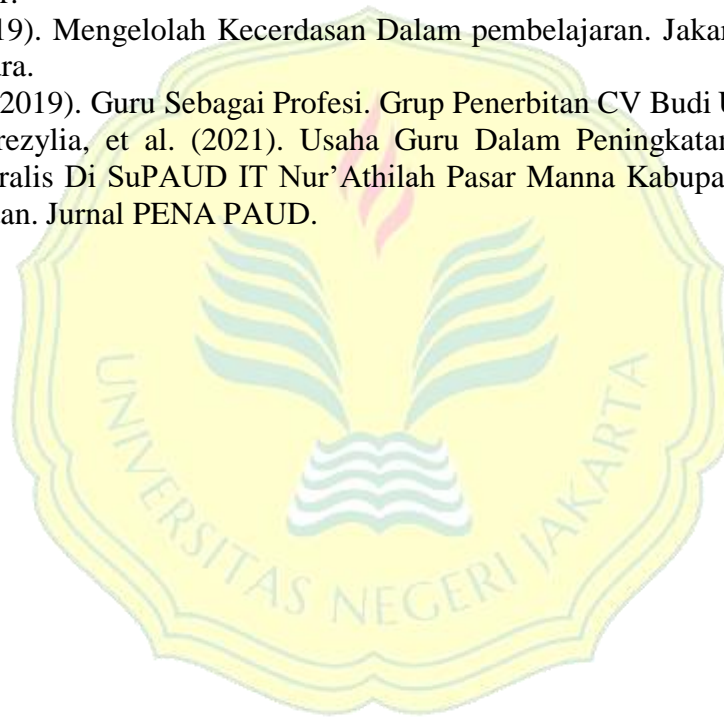 19). Mengelolah Kecerdasan Dalam pembelajaran. Jakar
ara.
2019). Guru Sebagai Profesi. Grup Penerbitan CV Budi U
rezylia, et al. (2021). Usaha Guru Dalam Peningkatan
ralis Di SuPAUD IT Nur’Athilah Pasar Manna Kabupa
an. Jurnal PENA PAUD.
UNIVERSITAS NEGERI JAKARTA